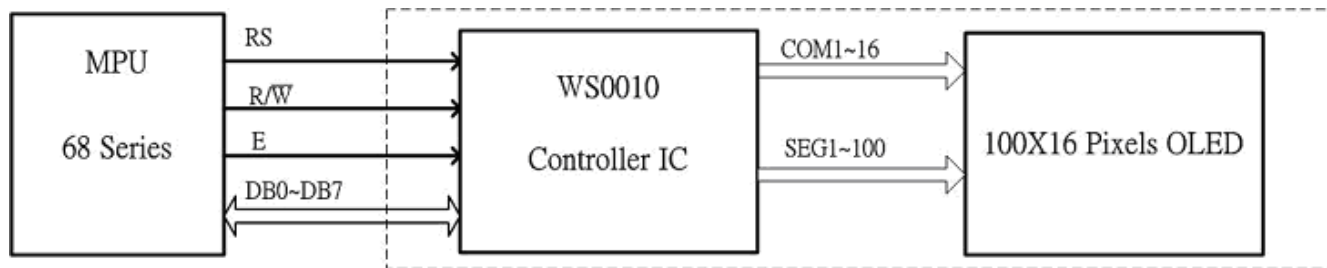 MPU
68 Series
RS
R/W̅
E
DB0~DB7
WS0010
Controller IC
COM1~16
SEG1~100
100X16 Pixels OLED